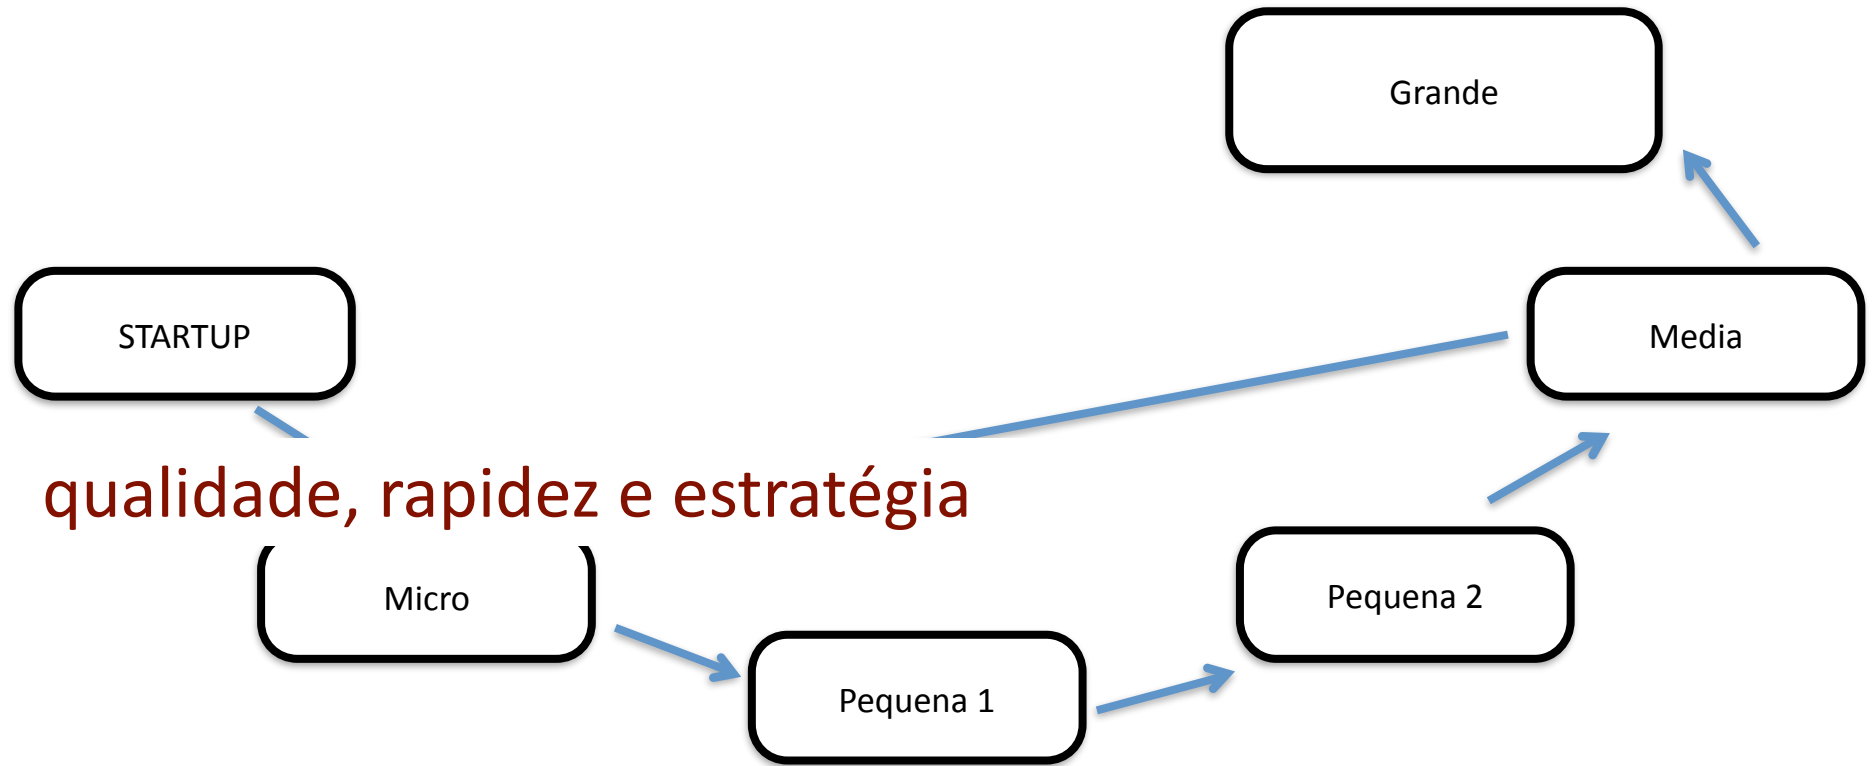 Grande
STARTUP
Media
qualidade, rapidez e estratégia
Micro
Pequena 2
Pequena 1